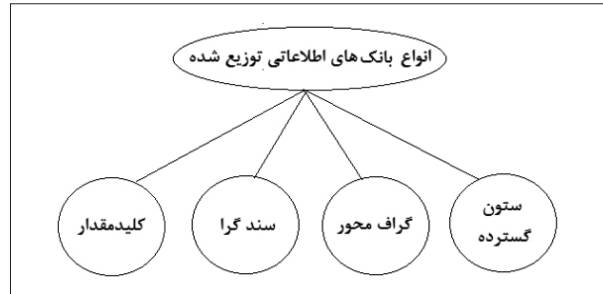 انواع بانک‌های اطلاعاتی توزیع شده
ستون
گسترده
گراف محور
سند گرا
کلیدمقدار